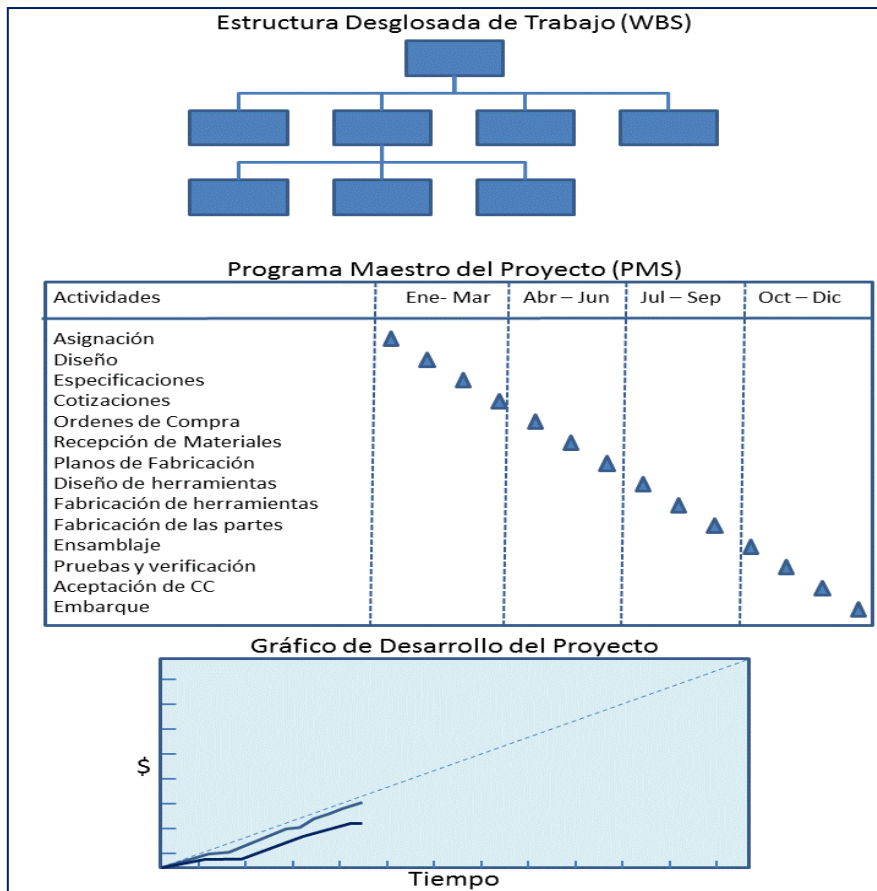 Estructura Desglosada de Trabajo (WBS)
Programa Maestro del Proyecto (PMS)
Actividades Ene- Mar Abr – Jun Jul – Sep Oct – Dic
Asignación
Diseño
Especificaciones
Cotizaciones
Ordenes de Compra
Recepción de Materiales
Planos de Fabricación
Diseño de herramientas
Fabricación de herramientas
Fabricación de las partes
Ensamblaje
Pruebas y verificación
Aceptación de CC
Embarque
Gráfico de Desarrollo del Proyecto
$
Tiempo